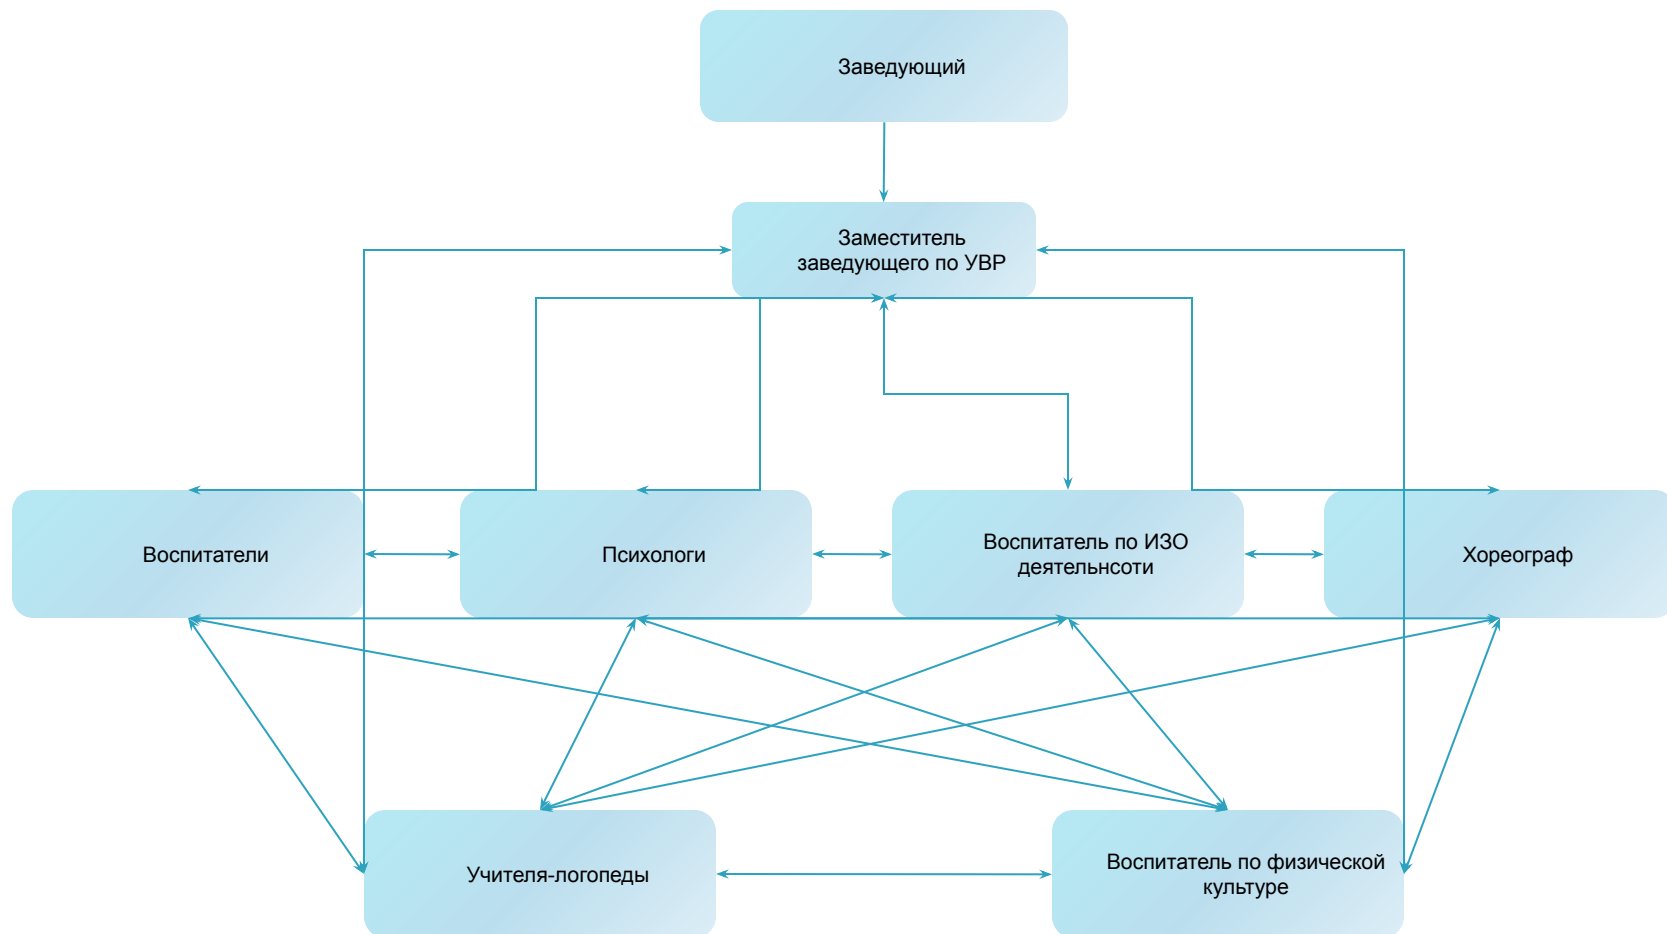 Заведующий
Заместитель
заведующего по УВР
Воспитатели
Психологи
Воспитатель по ИЗО
деятельнсоти
Хореограф
Учителя-логопеды
Воспитатель по физической
культуре